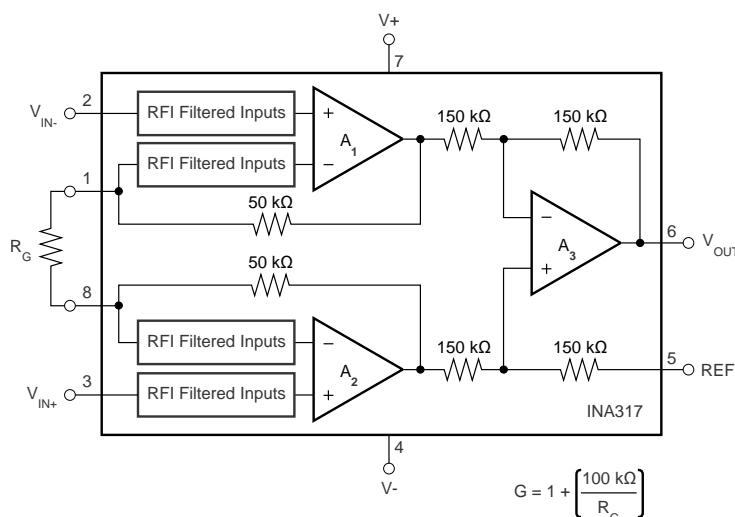 V+
7
V_IN-
2
RFI Filtered Inputs
+
A_1
150 kΩ
150 kΩ
RFI Filtered Inputs
−
1
50 kΩ
R_G
−
A_3
6
V_OUT
+
50 kΩ
8
RFI Filtered Inputs
−
A_2
150 kΩ
150 kΩ
5
REF
V_IN+
3
RFI Filtered Inputs
+
INA317
4
V-
G = 1 + [100 kΩ / R_G]